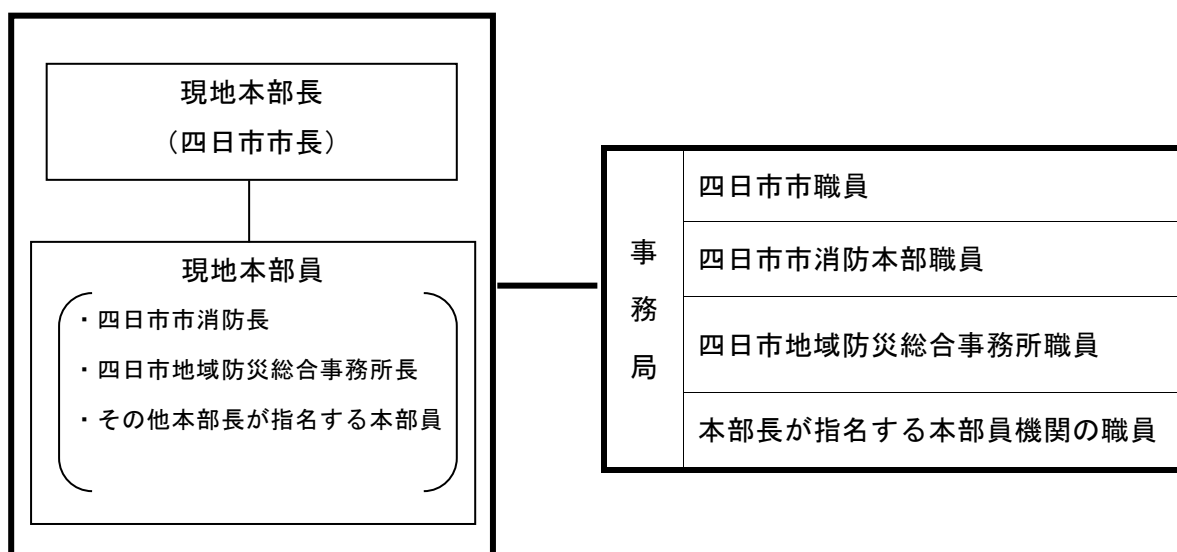 現地本部長
（四日市市長）
現地本部員
・四日市市消防長
・四日市地域防災総合事務所長
・その他本部長が指名する本部員
事務局
四日市市職員
四日市市消防本部職員
四日市地域防災総合事務所職員
本部長が指名する本部員機関の職員